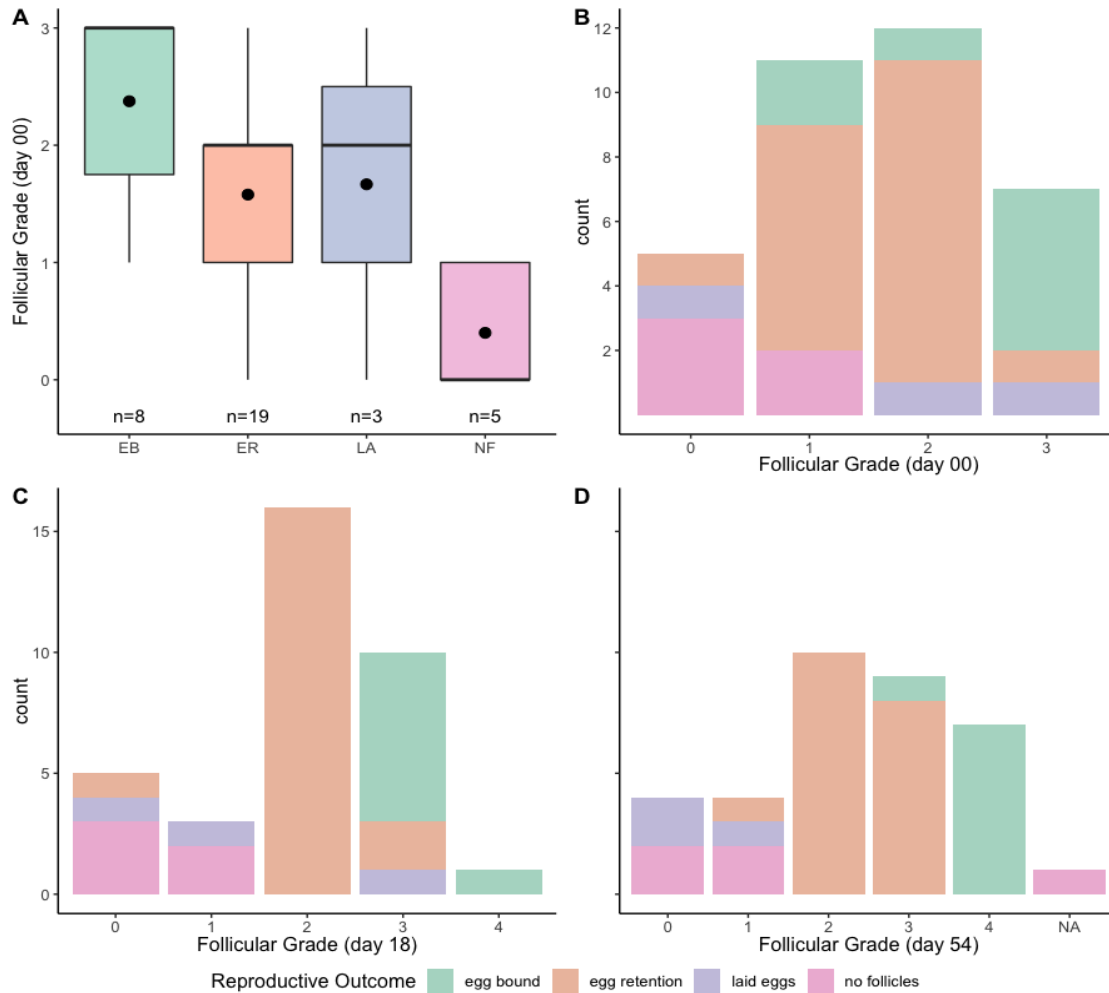 A
Follicular Grade (day 00)
3
2
1
0
n=8 n=19 n=3 n=5
EB ER LA NF
B
count
12
10
8
6
4
2
0 1 2 3
Follicular Grade (day 00)
C
count
15
10
5
0
0 1 2 3 4
Follicular Grade (day 18)
D
0 1 2 3 4 NA
Follicular Grade (day 54)
Reproductive Outcome egg bound egg retention laid eggs no follicles